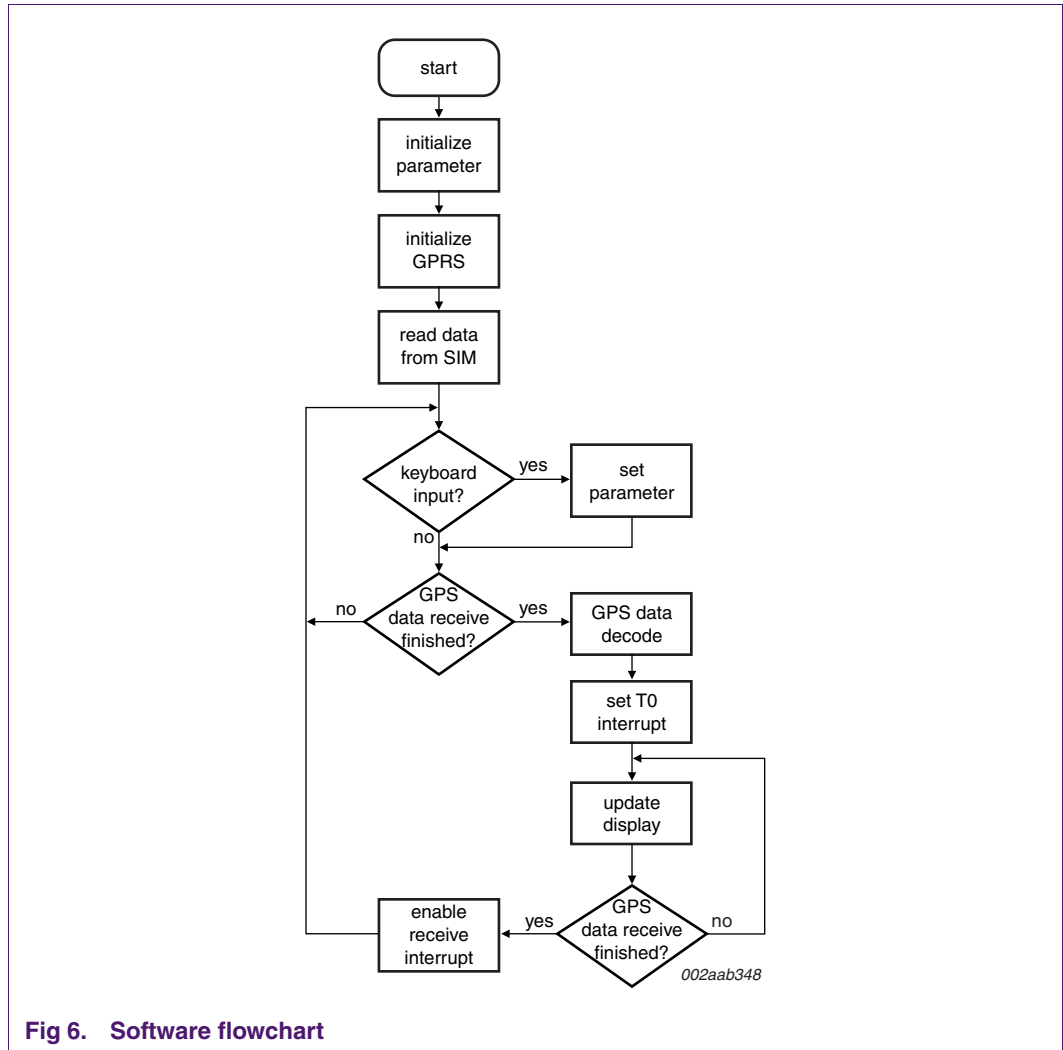 start
initialize
parameter
initialize
GPRS
read data
from SIM
keyboard
input?
yes
set
parameter
no
GPS
data receive
finished?
no
yes
GPS data
decode
set T0
interrupt
update
display
GPS
data receive
finished?
yes
no
enable
receive
interrupt
002aab348
Fig 6. Software flowchart